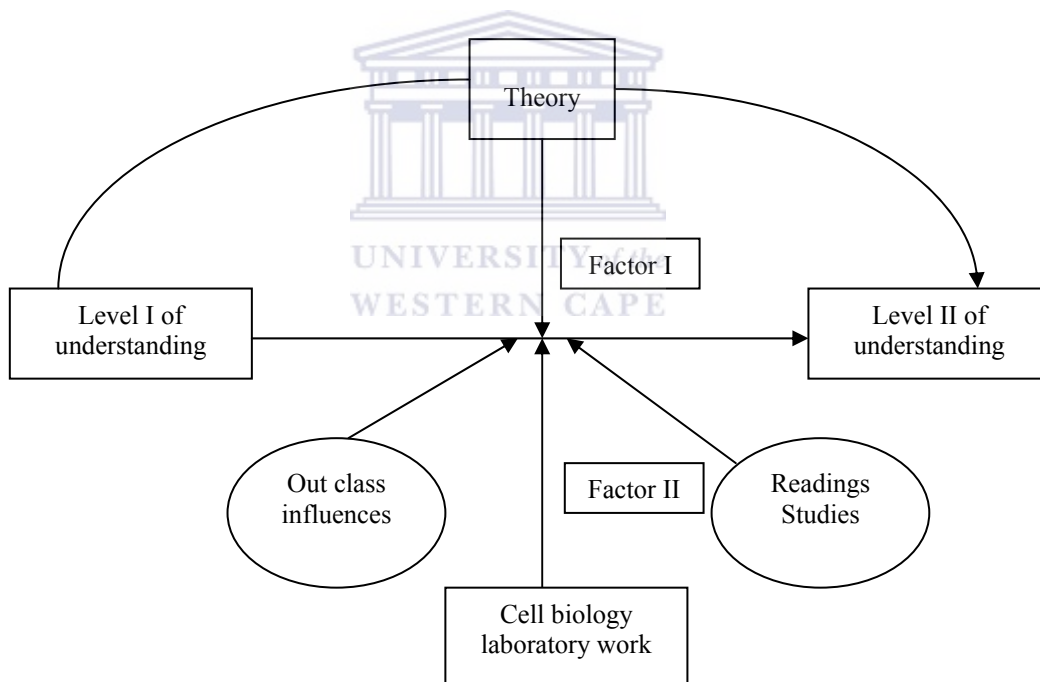 Theory
UNIVERSITY of the
WESTERN CAPE
Factor I
Level I of
understanding
Level II of
understanding
Out class
influences
Factor II
Readings
Studies
Cell biology
laboratory work